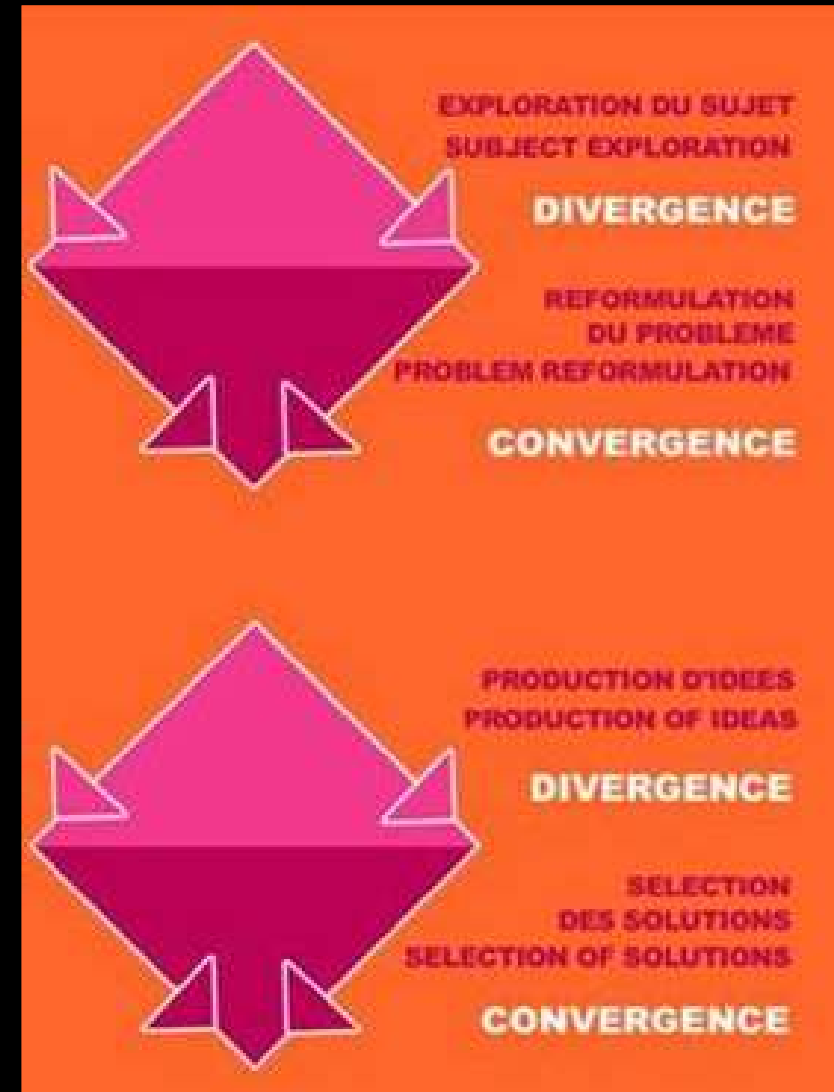 EXPLORATION DU SUJET
SUBJECT EXPLORATION
DIVERGENCE
REFORMULATION
DU PROBLEME
PROBLEM REFORMULATION
CONVERGENCE
PRODUCTION D'IDEES
PRODUCTION OF IDEAS
DIVERGENCE
SELECTION
DES SOLUTIONS
SELECTION OF SOLUTIONS
CONVERGENCE